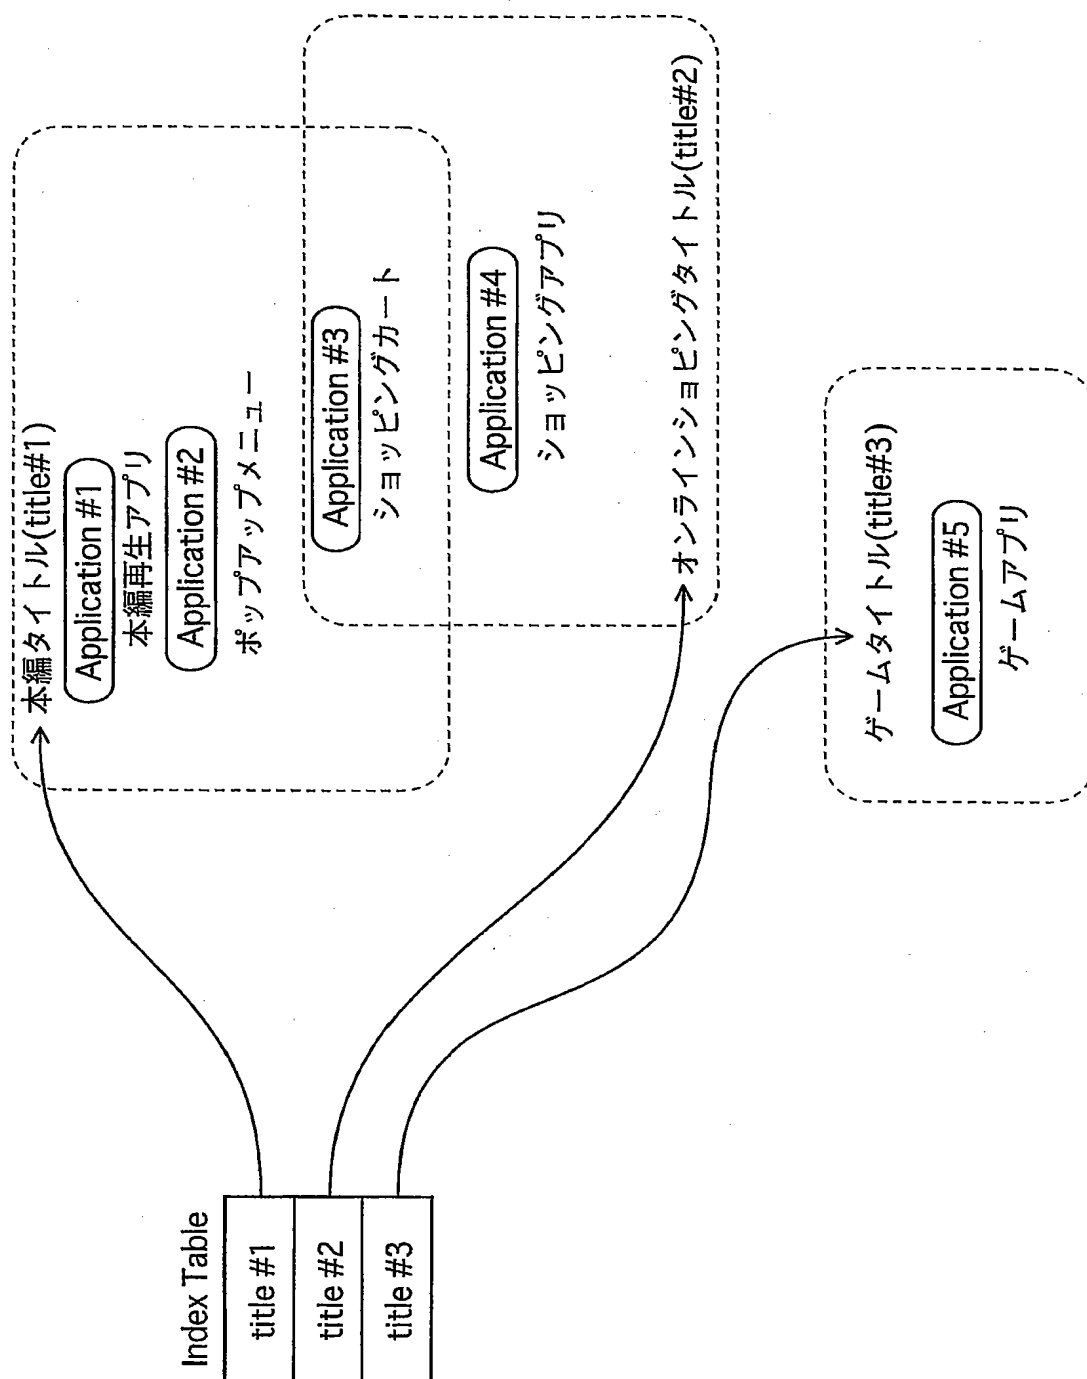 Index Table
title #1
title #2
title #3
本編タイトル(title#1)
Application #1
本編再生アプリ
Application #2
ポップアップメニュー
Application #3
ショッピングカート
Application #4
ショッピングアプリ
オンラインショピングタイトル(title#2)
ゲームタイトル(title#3)
Application #5
ゲームアプリ